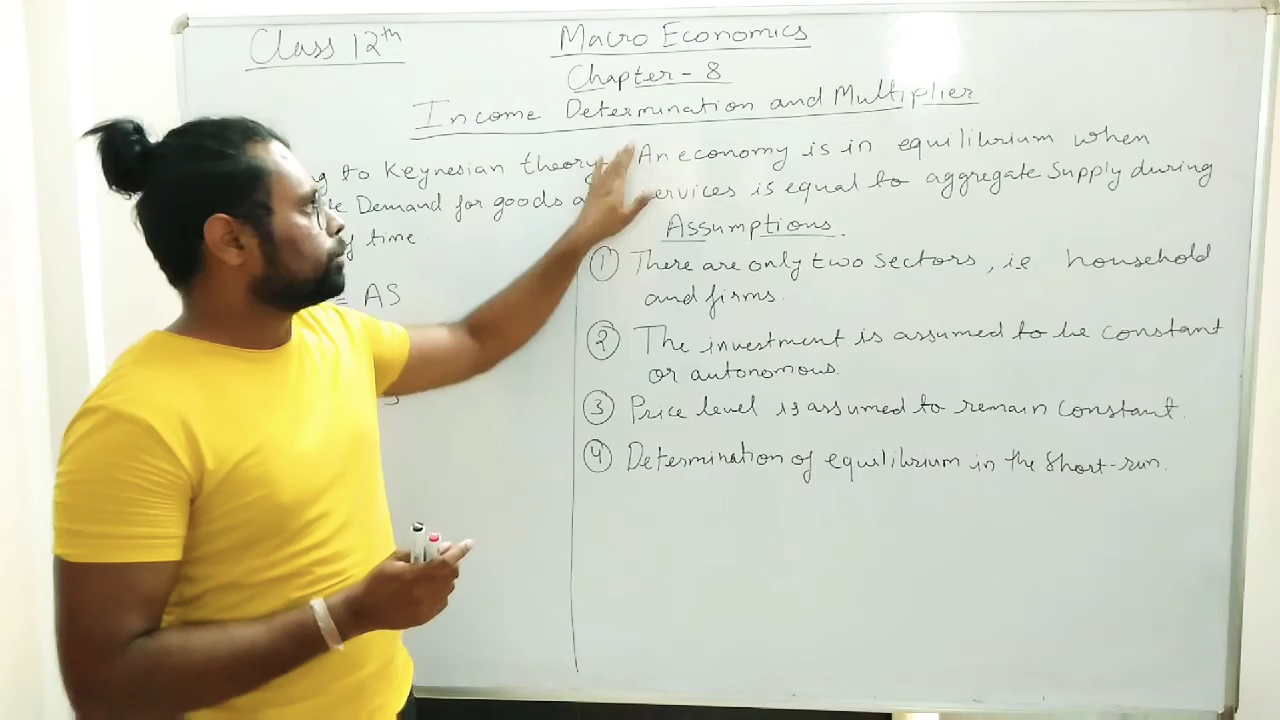 Class 12th
Macro Economics
Chapter - 8
Income Determination and Multiplier
to Keynesian theory- An economy is in equilibrium when
Demand for goods services is equal to aggregate Supply during
time
Assumptions.
= AS
① There are only two Sectors, i.e. household
and firms.
② The investment is assumed to be constant
or autonomous.
③ Price level is assumed to remain constant.
④ Determination of equilibrium in the Short-run.